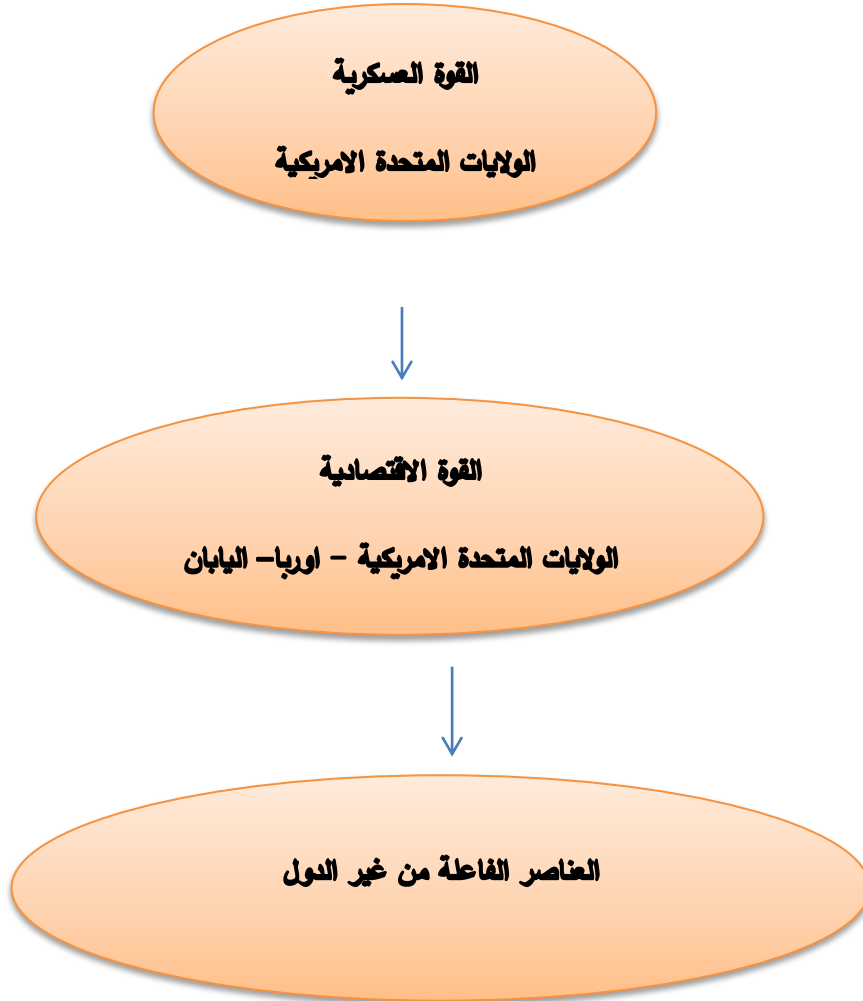 القوة العسكرية
الولايات المتحدة الامريكية
القوة الاقتصادية
الولايات المتحدة الامريكية – اوربا– اليابان
العناصر الفاعلة من غير الدول